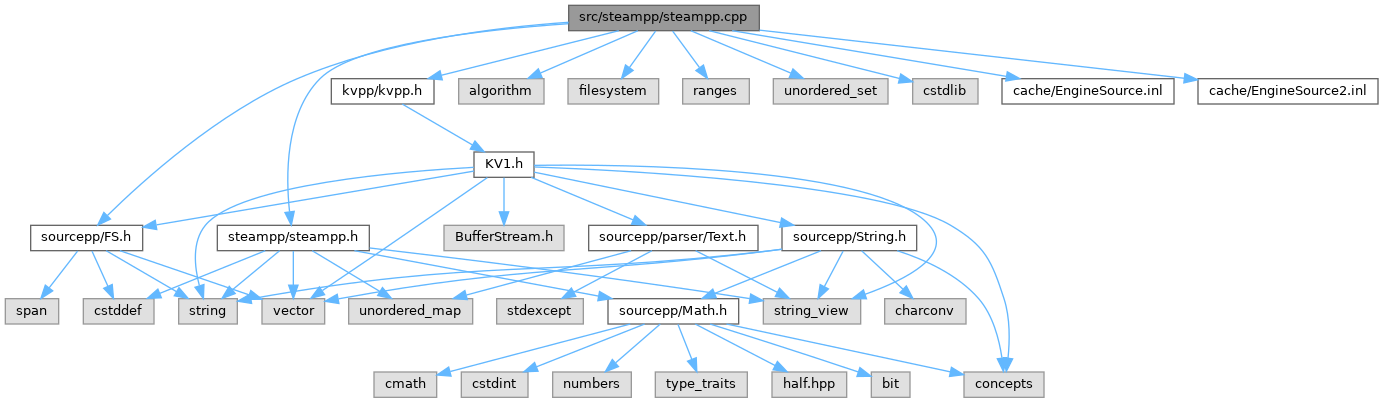 src/steampp/steampp.cpp
kvpp/kvpp.h
algorithm
filesystem
ranges
unordered_set
cstdlib
cache/EngineSource.inl
cache/EngineSource2.inl
KV1.h
sourcepp/FS.h
steampp/steampp.h
BufferStream.h
sourcepp/parser/Text.h
sourcepp/String.h
span
cstddef
string
vector
unordered_map
stdexcept
sourcepp/Math.h
string_view
charconv
cmath
cstdint
numbers
type_traits
half.hpp
bit
concepts